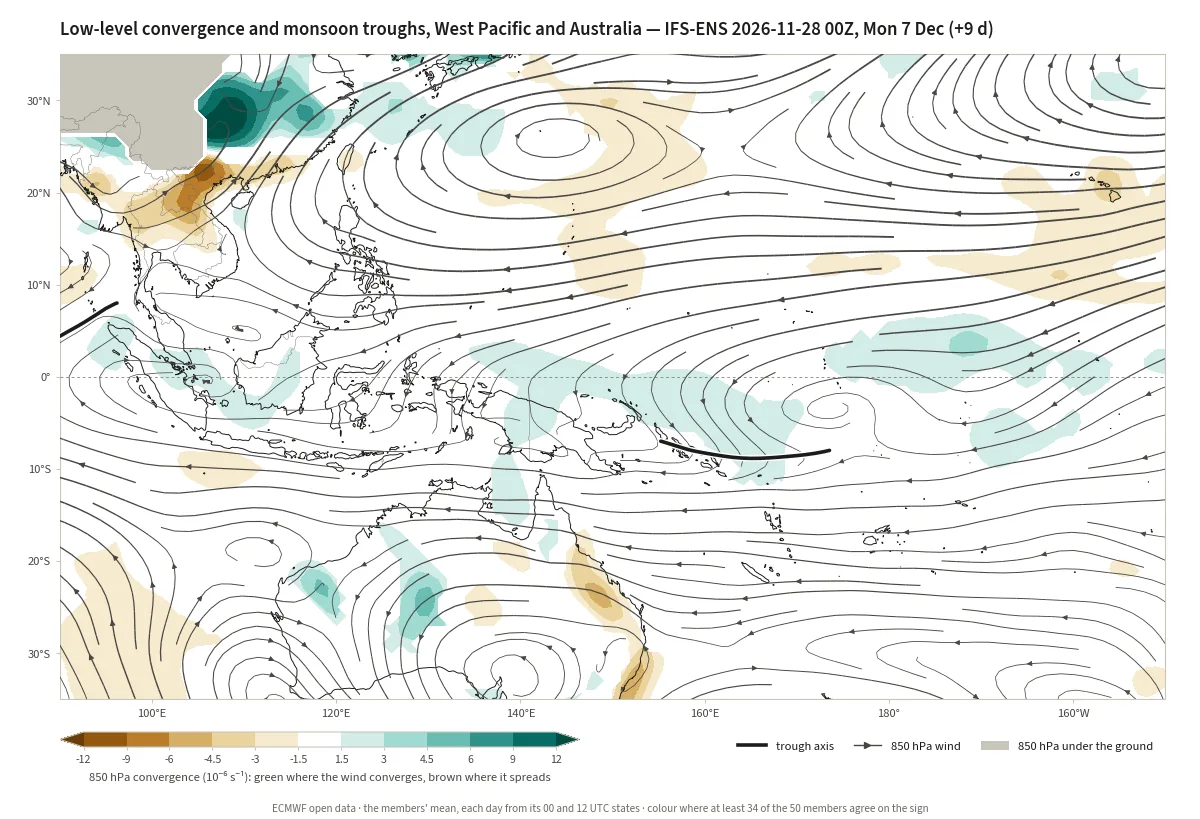 Low-level convergence and monsoon troughs, West Pacific and Australia — IFS-ENS 2026-11-28 00Z, Mon 7 Dec (+9 d)
30°N
20°N
10°N
0°
10°S
20°S
30°S
100°E
120°E
140°E
160°E
180°
160°W
-12
-9
-6
-4.5
-3
-1.5
1.5
3
4.5
6
9
12
850 hPa convergence (10⁻⁶ s⁻¹): green where the wind converges, brown where it spreads
trough axis
850 hPa wind
850 hPa under the ground
ECMWF open data · the members' mean, each day from its 00 and 12 UTC states · colour where at least 34 of the 50 members agree on the sign